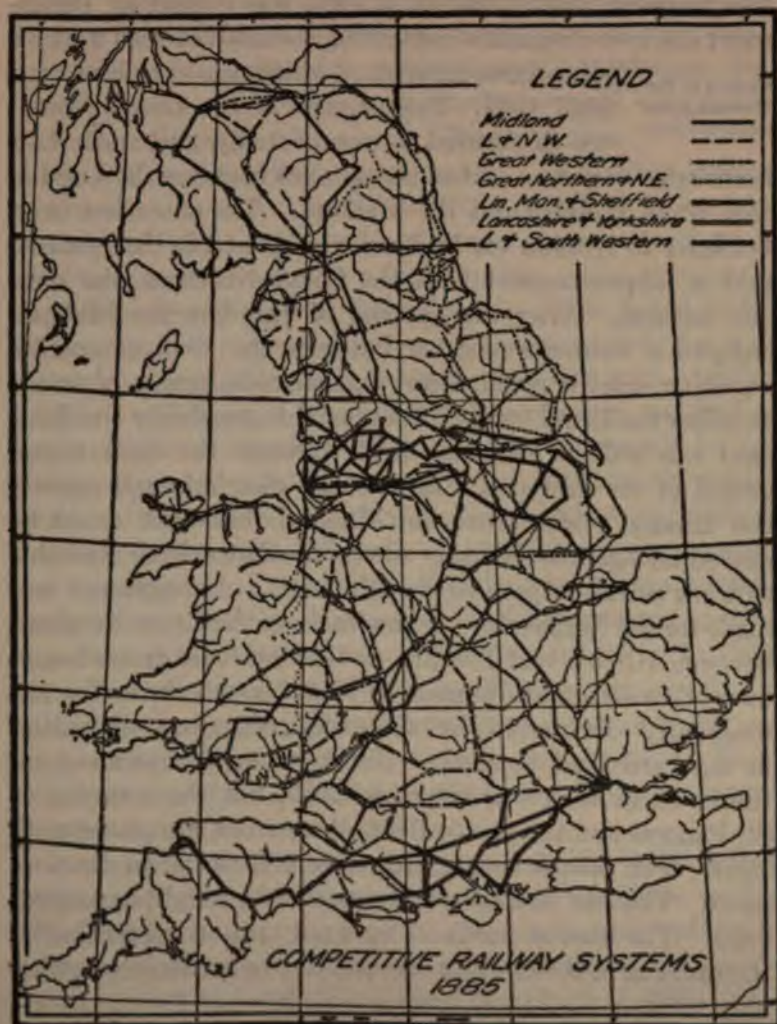 LEGEND
Midland
L & N W.
Great Western
Great Northern & N.E.
Lin, Man, & Sheffield
Lancashire & Yorkshire
L & South Western
COMPETITIVE RAILWAY SYSTEMS
1885